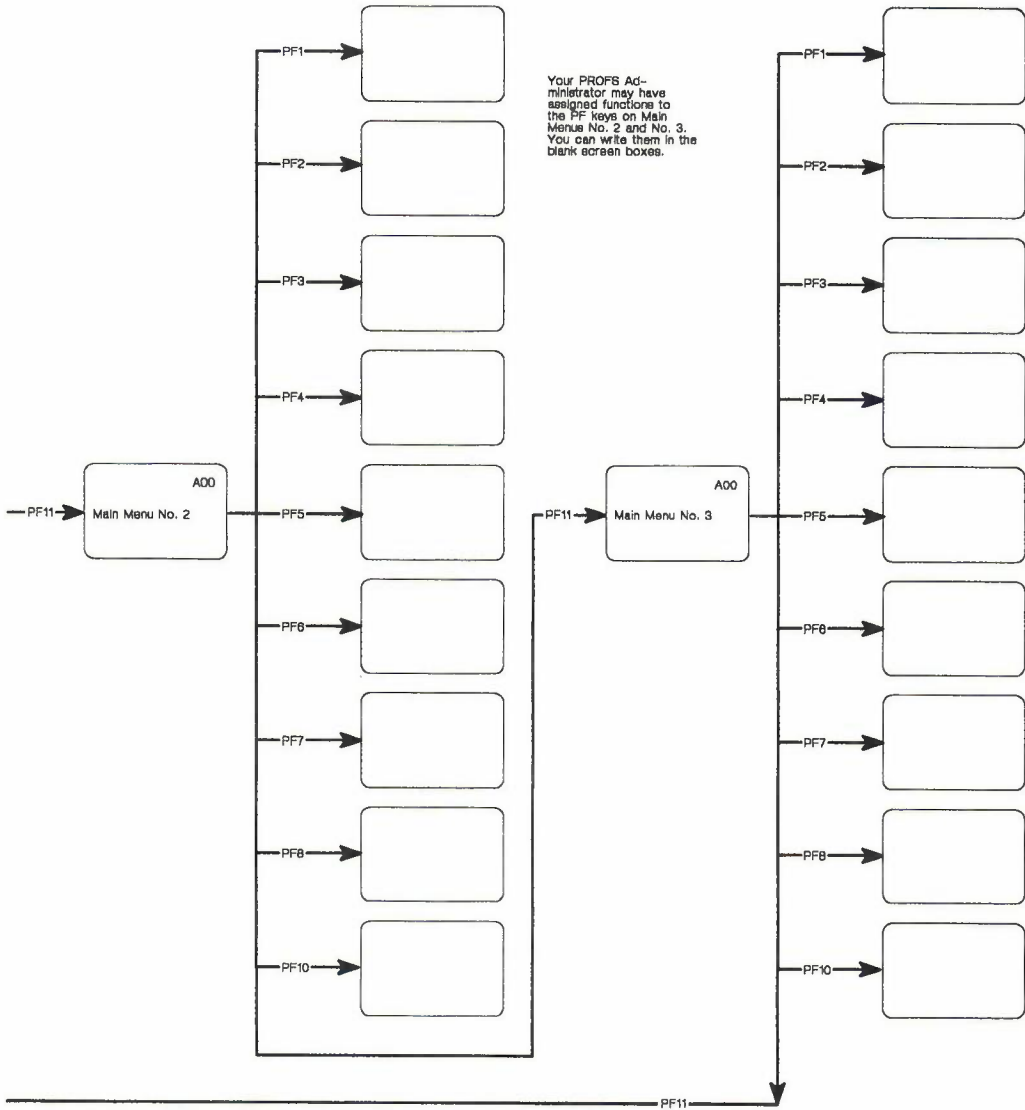 PF1
PF2
PF3
PF4
PF5
PF6
PF7
PF8
PF10
PF11
A00
Main Menu No. 2
Your PROFS Ad-
ministrator may have
assigned functions to
the PF keys on Main
Menus No. 2 and No. 3.
You can write them in the
blank screen boxes.
PF11
A00
Main Menu No. 3
PF1
PF2
PF3
PF4
PF5
PF6
PF7
PF8
PF10
PF11